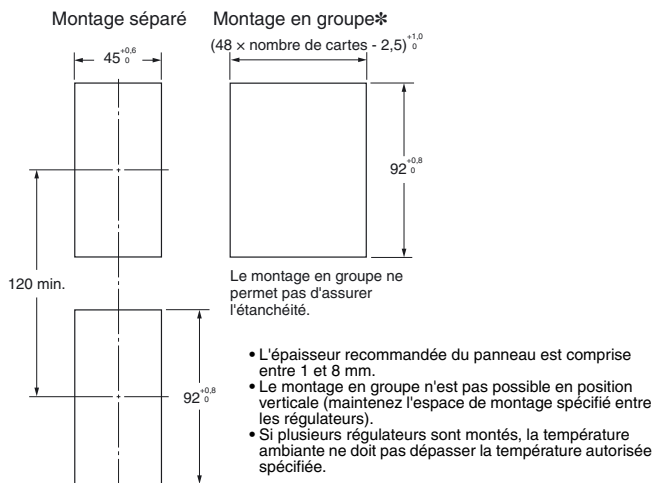 Montage séparé
Montage en groupe✻
45 +0,6 0
(48 × nombre de cartes - 2,5) +1,0 0
92 +0,8 0
120 min.
Le montage en groupe ne
permet pas d'assurer
l'étanchéité.
92 +0,8 0
• L'épaisseur recommandée du panneau est comprise
entre 1 et 8 mm.
• Le montage en groupe n'est pas possible en position
verticale (maintenez l'espace de montage spécifié entre
les régulateurs).
• Si plusieurs régulateurs sont montés, la température
ambiante ne doit pas dépasser la température autorisée
spécifiée.